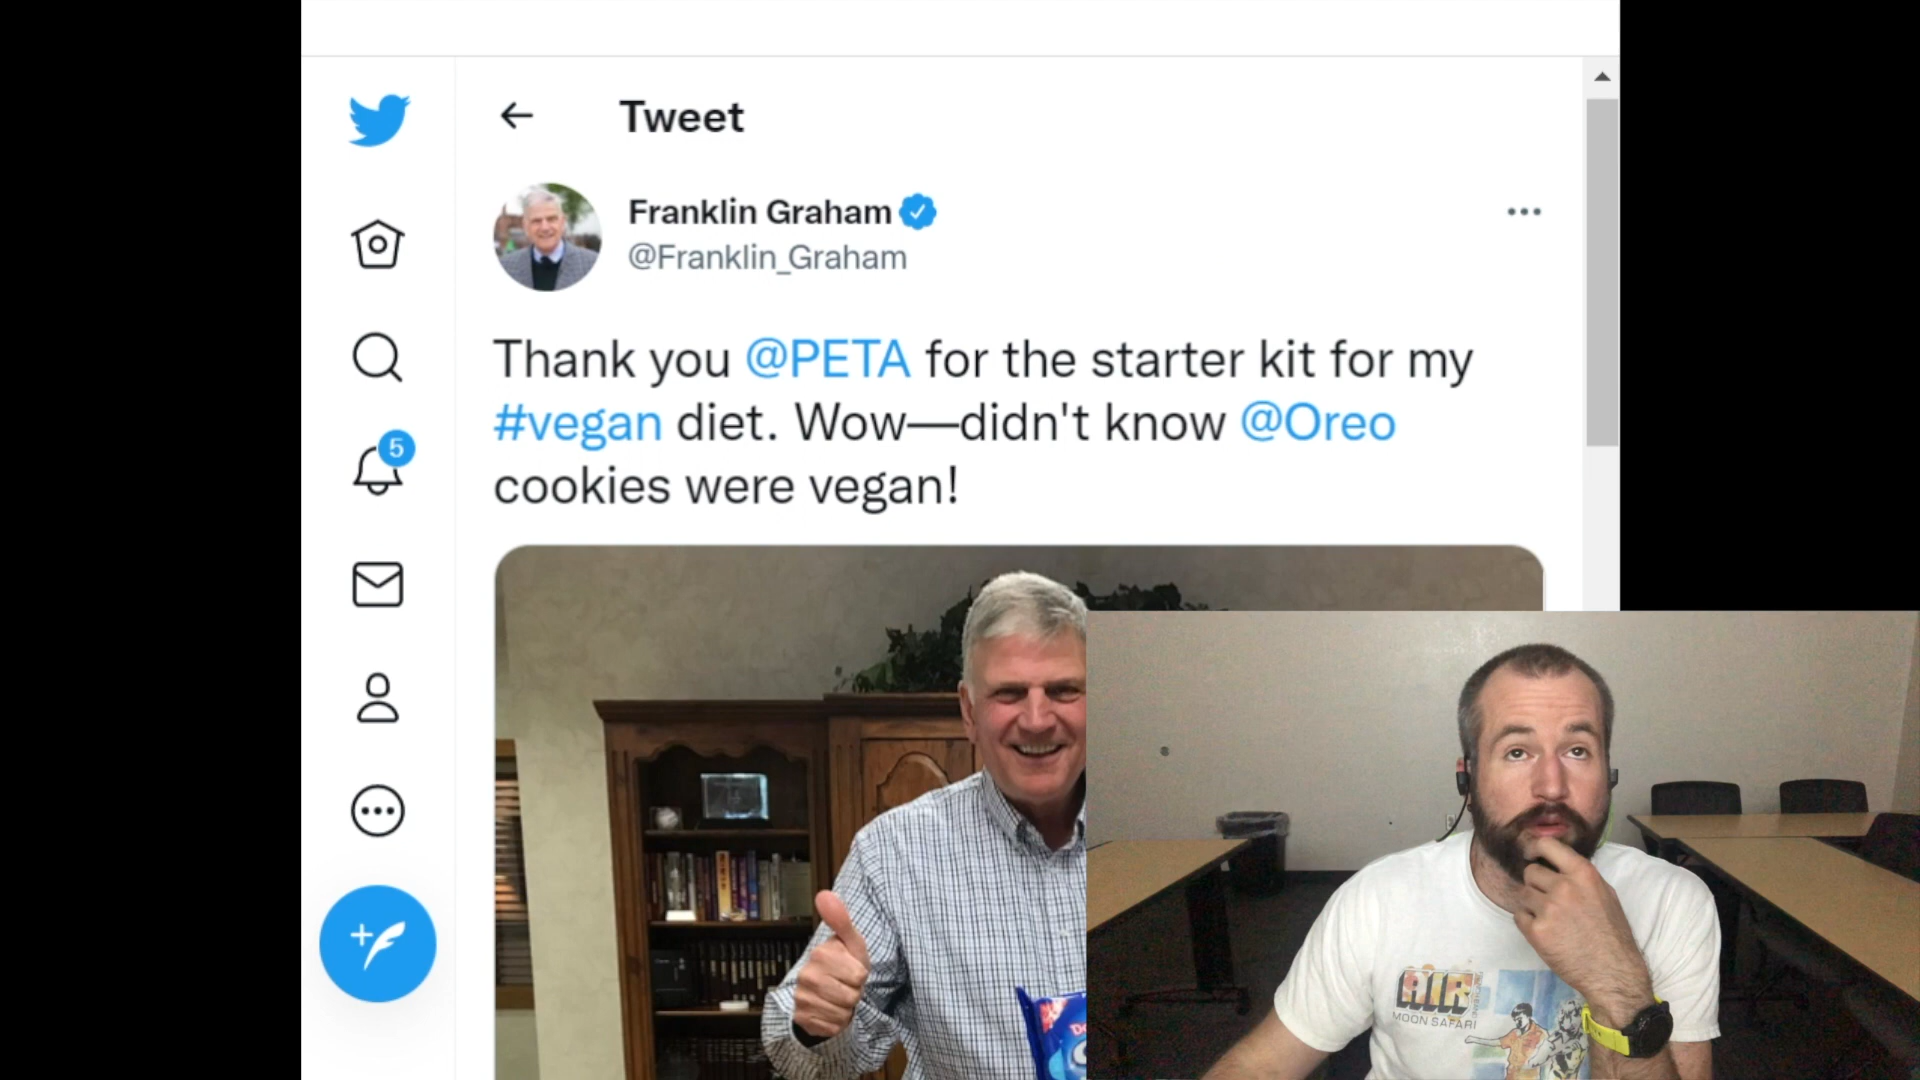 Tweet
Franklin Graham
@Franklin_Graham
Thank you @PETA for the starter kit for my
#vegan diet. Wow—didn't know @Oreo
cookies were vegan!
5
AIR
MOON SAFARI